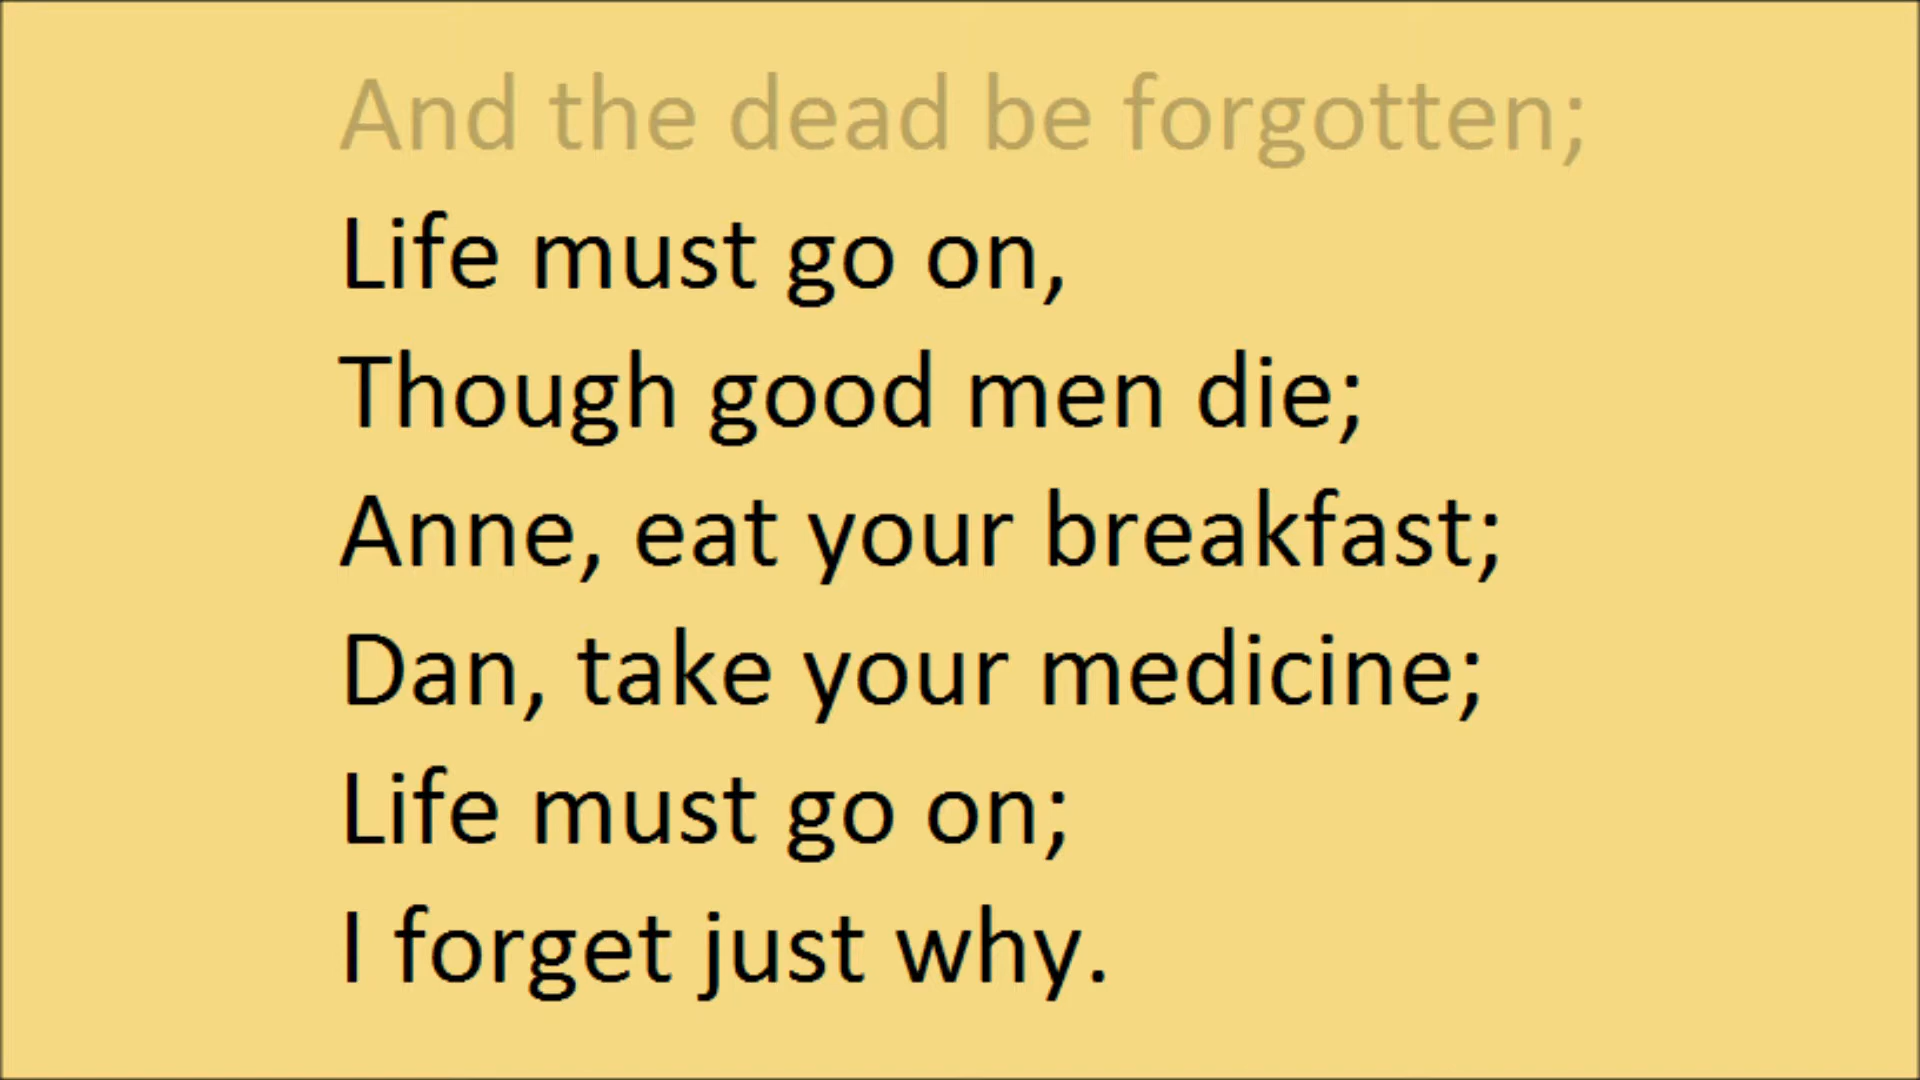 And the dead be forgotten;
Life must go on,
Though good men die;
Anne, eat your breakfast;
Dan, take your medicine;
Life must go on;
I forget just why.